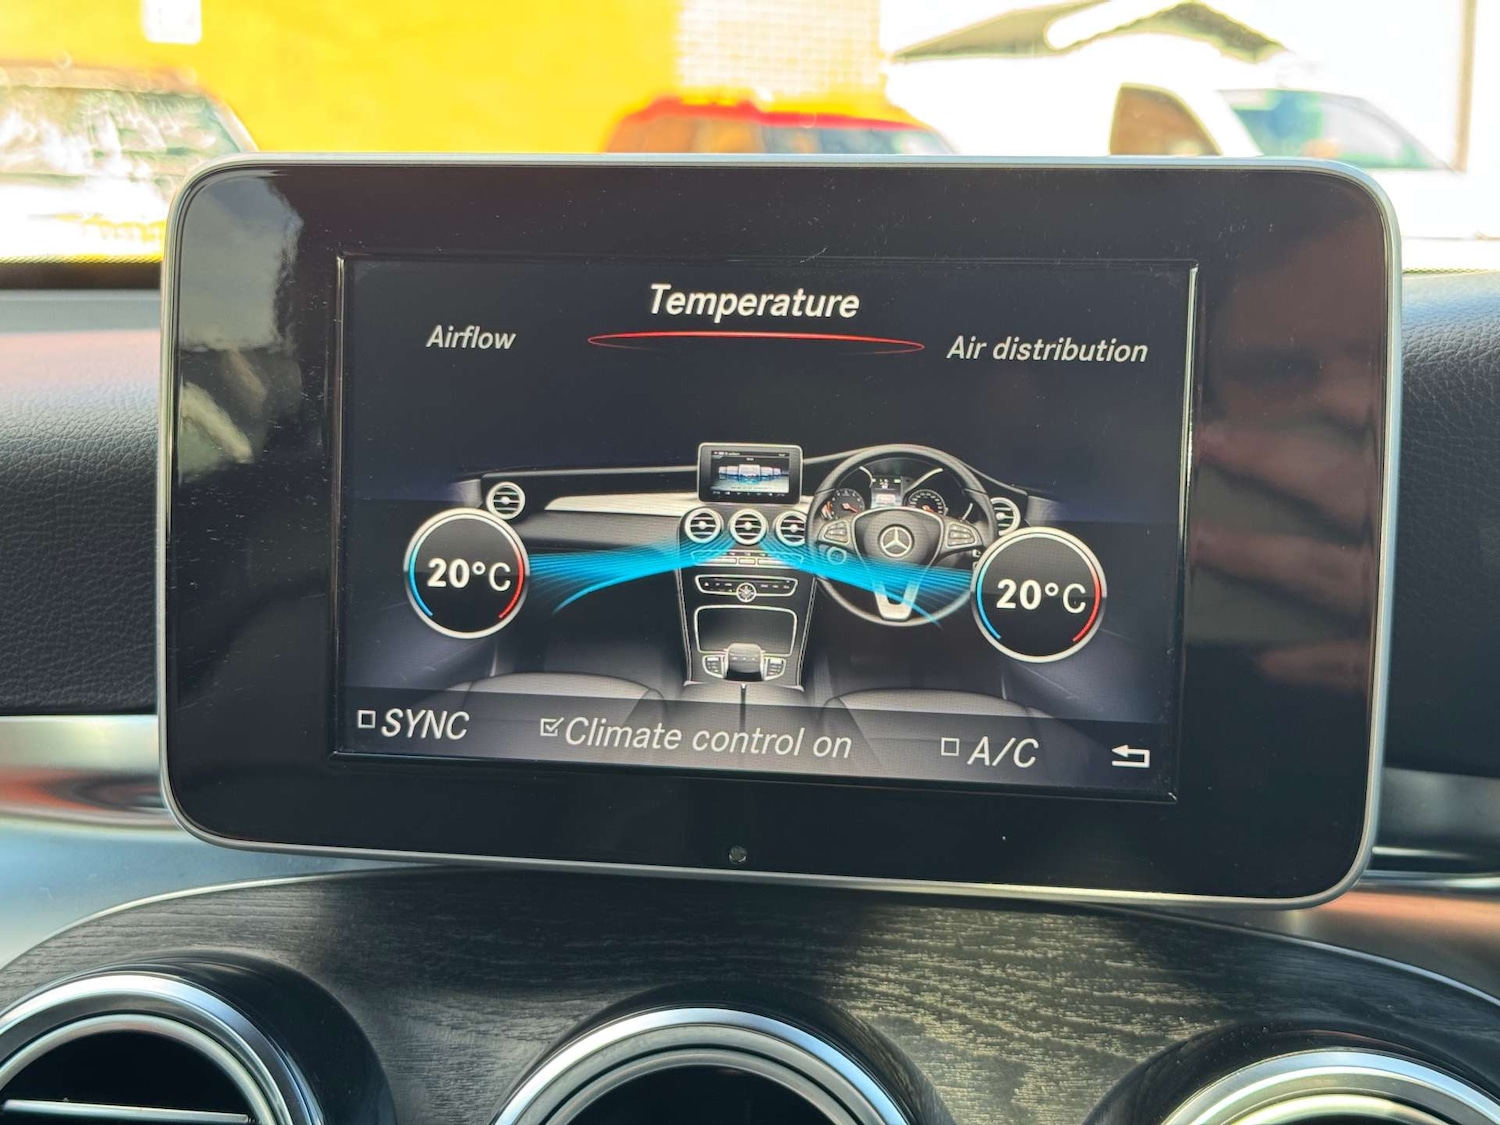 Temperature
Airflow
Air distribution
20°C
20°C
SYNC
Climate control on
A/C